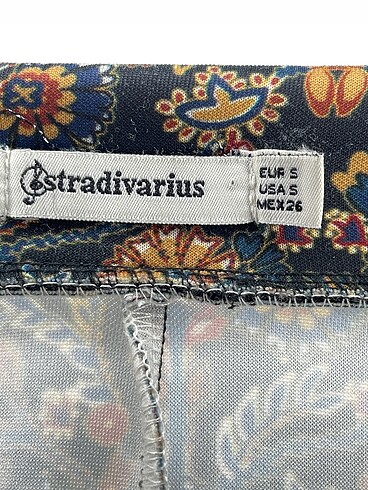 stradivarius
EUR S
USA S
MEX 26